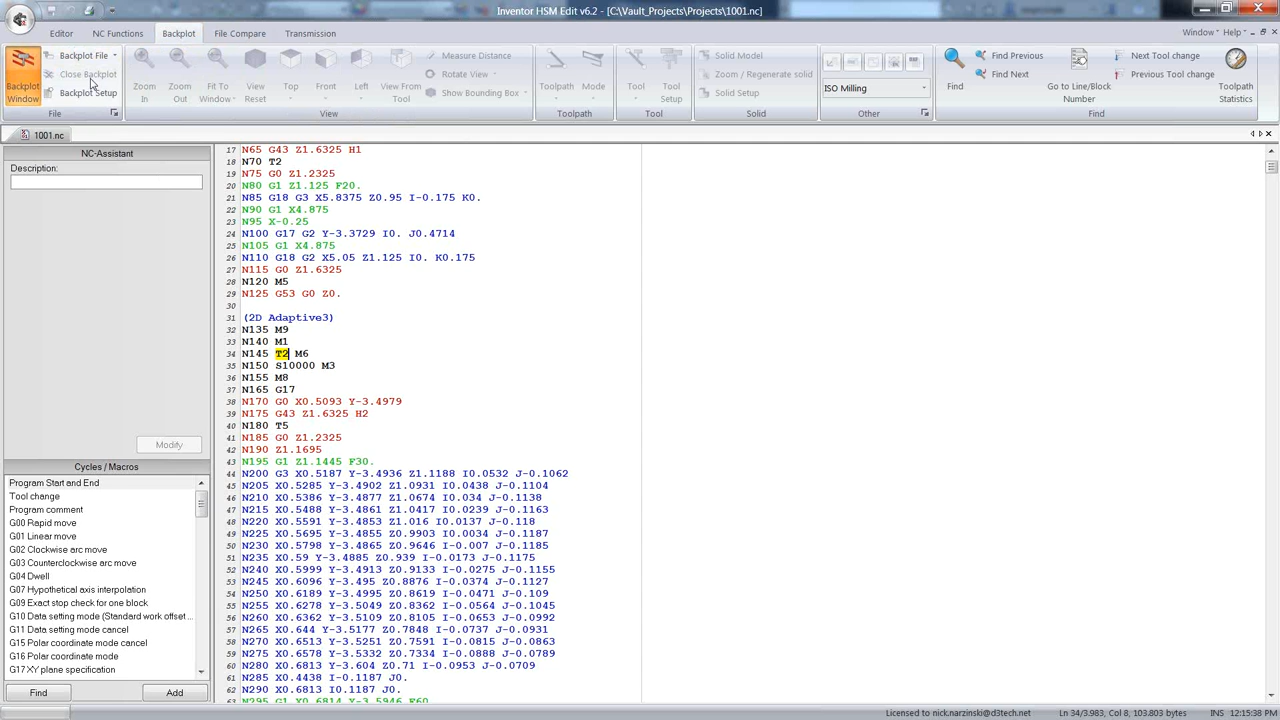 Inventor HSM Edit v6.2 - [C:\Vault_Projects\Projects\1001.nc]
Editor NC Functions Backplot File Compare Transmission Window Help
Backplot Window
Backplot File
Close Backplot
Backplot Setup
File
Zoom In
Zoom Out
Fit To Window
View Reset
Top
Front
Left
View From Tool
Measure Distance
Rotate View
Show Bounding Box
View
Toolpath
Mode
Toolpath
Tool
Tool Setup
Tool
Solid Model
Zoom / Regenerate solid
Solid Setup
Solid
ISO Milling
Other
Find
Find Previous
Find Next
Go to Line/Block Number
Next Tool change
Previous Tool change
Toolpath Statistics
Find
1001.nc
NC-Assistant
Description:
Modify
Cycles / Macros
Program Start and End
Tool change
Program comment
G00 Rapid move
G01 Linear move
G02 Clockwise arc move
G03 Counterclockwise arc move
G04 Dwell
G07 Hypothetical axis interpolation
G09 Exact stop check for one block
G10 Data setting mode (Standard work offset ...
G11 Data setting mode cancel
G15 Polar coordinate mode cancel
G16 Polar coordinate mode
G17 XY plane specification
Find Add
17 N65 G43 Z1.6325 H1
18 N70 T2
19 N75 G0 Z1.2325
20 N80 G1 Z1.125 F20.
21 N85 G18 G3 X5.8375 Z0.95 I-0.175 K0.
22 N90 G1 X4.875
23 N95 X-0.25
24 N100 G17 G2 Y-3.3729 I0. J0.4714
25 N105 G1 X4.875
26 N110 G18 G2 X5.05 Z1.125 I0. K0.175
27 N115 G0 Z1.6325
28 N120 M5
29 N125 G53 G0 Z0.
30
31 (2D Adaptive3)
32 N135 M9
33 N140 M1
34 N145 T2 M6
35 N150 S10000 M3
36 N155 M8
37 N165 G17
38 N170 G0 X0.5093 Y-3.4979
39 N175 G43 Z1.6325 H2
40 N180 T5
41 N185 G0 Z1.2325
42 N190 Z1.1695
43 N195 G1 Z1.1445 F30.
44 N200 G3 X0.5187 Y-3.4936 Z1.1188 I0.0532 J-0.1062
45 N205 X0.5285 Y-3.4902 Z1.0931 I0.0438 J-0.1104
46 N210 X0.5386 Y-3.4877 Z1.0674 I0.034 J-0.1138
47 N215 X0.5488 Y-3.4861 Z1.0417 I0.0239 J-0.1163
48 N220 X0.5591 Y-3.4853 Z1.016 I0.0137 J-0.118
49 N225 X0.5695 Y-3.4855 Z0.9903 I0.0034 J-0.1187
50 N230 X0.5798 Y-3.4865 Z0.9646 I-0.007 J-0.1185
51 N235 X0.59 Y-3.4885 Z0.939 I-0.0173 J-0.1175
52 N240 X0.5999 Y-3.4913 Z0.9133 I-0.0275 J-0.1155
53 N245 X0.6096 Y-3.495 Z0.8876 I-0.0374 J-0.1127
54 N250 X0.6189 Y-3.4995 Z0.8619 I-0.0471 J-0.109
55 N255 X0.6278 Y-3.5049 Z0.8362 I-0.0564 J-0.1045
56 N260 X0.6362 Y-3.5109 Z0.8105 I-0.0653 J-0.0992
57 N265 X0.644 Y-3.5177 Z0.7848 I-0.0737 J-0.0931
58 N270 X0.6513 Y-3.5251 Z0.7591 I-0.0815 J-0.0863
59 N275 X0.6578 Y-3.5332 Z0.7334 I-0.0888 J-0.0789
60 N280 X0.6813 Y-3.604 Z0.71 I-0.0953 J-0.0709
61 N285 X0.4438 I-0.1187 J0.
62 N290 X0.6813 I0.1187 J0.
63 N295 G1 X0.6814 Y-3.5946 F60.
Licensed to nick.narzinski@d3tech.net Ln 34/3.983, Col 8, 103.803 bytes INS 12:15:38 PM